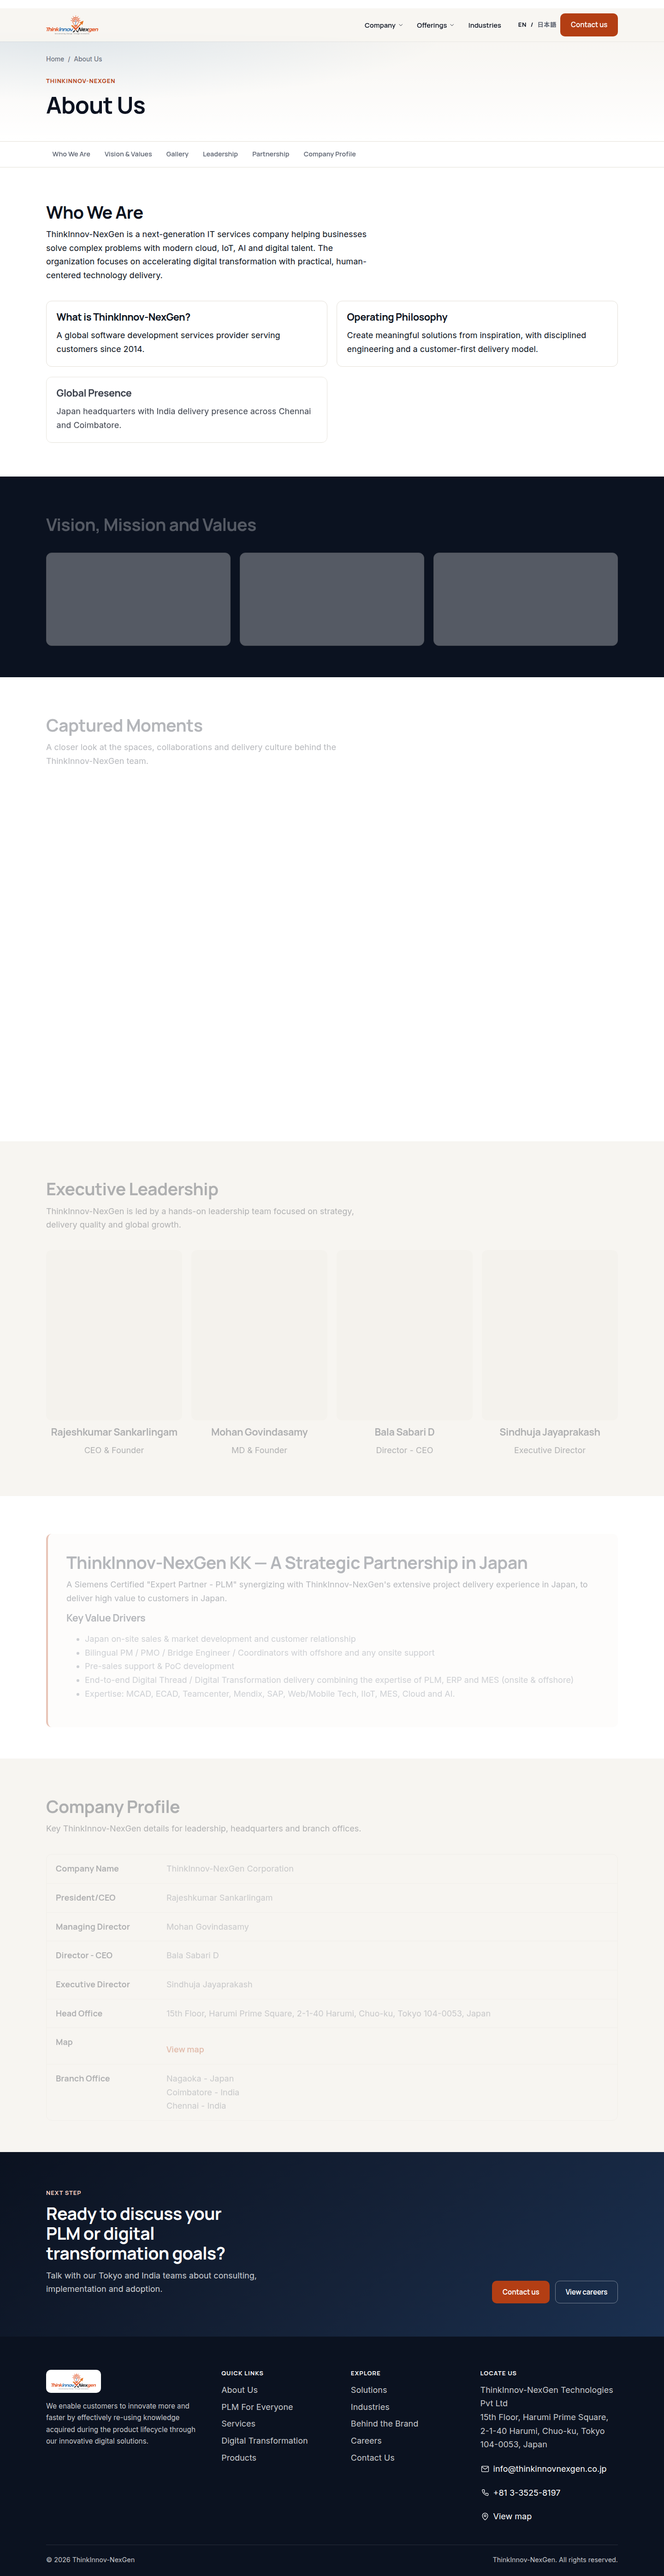 ThinkInnov-Nexgen
Company
Offerings
Industries
EN / 日本語
Contact us
Home / About Us
THINKINNOV-NEXGEN
About Us
Who We Are
Vision & Values
Gallery
Leadership
Partnership
Company Profile
Who We Are
ThinkInnov-NexGen is a next-generation IT services company helping businesses
solve complex problems with modern cloud, IoT, AI and digital talent. The
organization focuses on accelerating digital transformation with practical, human-
centered technology delivery.
What is ThinkInnov-NexGen?
A global software development services provider serving
customers since 2014.
Operating Philosophy
Create meaningful solutions from inspiration, with disciplined
engineering and a customer-first delivery model.
Global Presence
Japan headquarters with India delivery presence across Chennai
and Coimbatore.
Vision, Mission and Values
Captured Moments
A closer look at the spaces, collaborations and delivery culture behind the
ThinkInnov-NexGen team.
Executive Leadership
ThinkInnov-NexGen is led by a hands-on leadership team focused on strategy,
delivery quality and global growth.
Rajeshkumar Sankarlingam
CEO & Founder
Mohan Govindasamy
MD & Founder
Bala Sabari D
Director - CEO
Sindhuja Jayaprakash
Executive Director
ThinkInnov-NexGen KK — A Strategic Partnership in Japan
A Siemens Certified "Expert Partner - PLM" synergizing with ThinkInnov-NexGen's extensive project delivery experience in Japan, to
deliver high value to customers in Japan.
Key Value Drivers
• Japan on-site sales & market development and customer relationship
• Bilingual PM / PMO / Bridge Engineer / Coordinators with offshore and any onsite support
• Pre-sales support & PoC development
• End-to-end Digital Thread / Digital Transformation delivery combining the expertise of PLM, ERP and MES (onsite & offshore)
• Expertise: MCAD, ECAD, Teamcenter, Mendix, SAP, Web/Mobile Tech, IIoT, MES, Cloud and AI.
Company Profile
Key ThinkInnov-NexGen details for leadership, headquarters and branch offices.
Company Name
ThinkInnov-NexGen Corporation
President/CEO
Rajeshkumar Sankarlingam
Managing Director
Mohan Govindasamy
Director - CEO
Bala Sabari D
Executive Director
Sindhuja Jayaprakash
Head Office
15th Floor, Harumi Prime Square, 2-1-40 Harumi, Chuo-ku, Tokyo 104-0053, Japan
Map
View map
Branch Office
Nagaoka - Japan
Coimbatore - India
Chennai - India
NEXT STEP
Ready to discuss your
PLM or digital
transformation goals?
Talk with our Tokyo and India teams about consulting,
implementation and adoption.
Contact us
View careers
ThinkInnov-Nexgen
We enable customers to innovate more and
faster by effectively re-using knowledge
acquired during the product lifecycle through
our innovative digital solutions.
QUICK LINKS
About Us
PLM For Everyone
Services
Digital Transformation
Products
EXPLORE
Solutions
Industries
Behind the Brand
Careers
Contact Us
LOCATE US
ThinkInnov-NexGen Technologies
Pvt Ltd
15th Floor, Harumi Prime Square,
2-1-40 Harumi, Chuo-ku, Tokyo
104-0053, Japan
info@thinkinnovnexgen.co.jp
+81 3-3525-8197
View map
© 2026 ThinkInnov-NexGen
ThinkInnov-NexGen. All rights reserved.